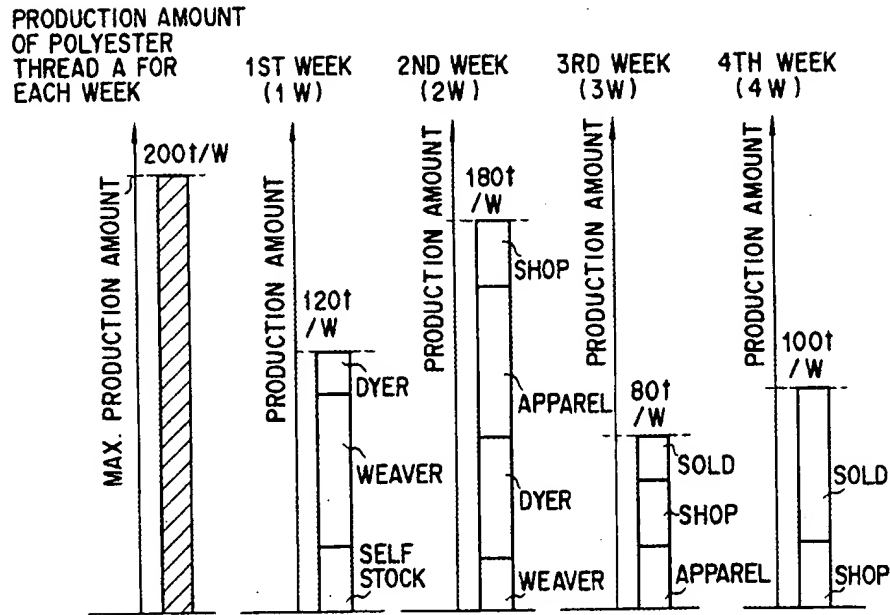 PRODUCTION AMOUNT
OF POLYESTER
THREAD A FOR
EACH WEEK
200t/W
MAX. PRODUCTION AMOUNT
1ST WEEK
(1W)
PRODUCTION AMOUNT
120t
/W
DYER
WEAVER
SELF
STOCK
2ND WEEK
(2W)
PRODUCTION AMOUNT
180t
/W
SHOP
APPAREL
DYER
WEAVER
3RD WEEK
(3W)
PRODUCTION AMOUNT
80t
/W
SOLD
SHOP
APPAREL
4TH WEEK
(4W)
PRODUCTION AMOUNT
100t
/W
SOLD
SHOP